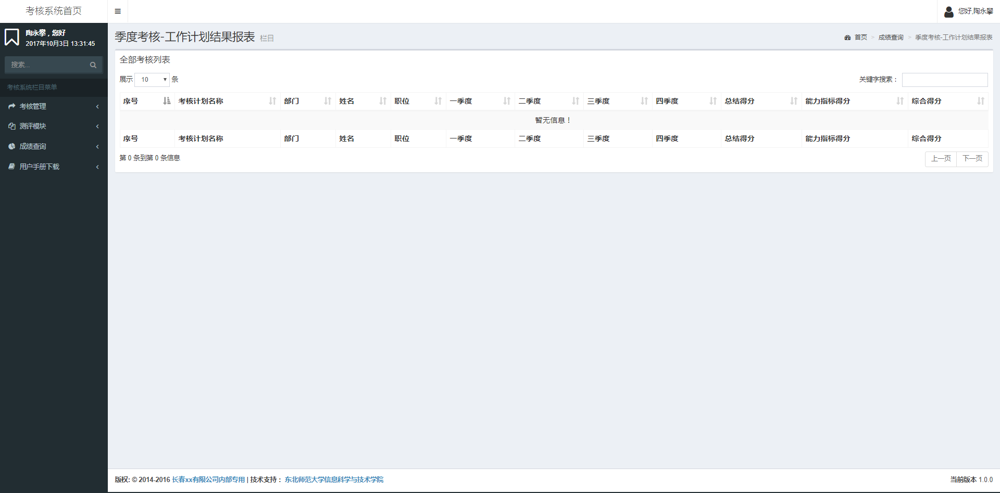 考核系统首页
您好,陶永攀
陶永攀，您好
2017年10月3日 13:31:45
搜索...
考核系统栏目菜单
考核管理
测评模块
成绩查询
用户手册下载
季度考核-工作计划结果报表 栏目
首页 > 成绩查询 > 季度考核-工作计划结果报表
全部考核列表
展示 10 条
关键字搜索：
序号 考核计划名称 部门 姓名 职位 一季度 二季度 三季度 四季度 总结得分 能力指标得分 综合得分
暂无信息！
序号 考核计划名称 部门 姓名 职位 一季度 二季度 三季度 四季度 总结得分 能力指标得分 综合得分
第 0 条到第 0 条信息
上一页 下一页
版权: © 2014-2016 长春xx有限公司内部专用 | 技术支持： 东北师范大学信息科学与技术学院
当前版本 1.0.0